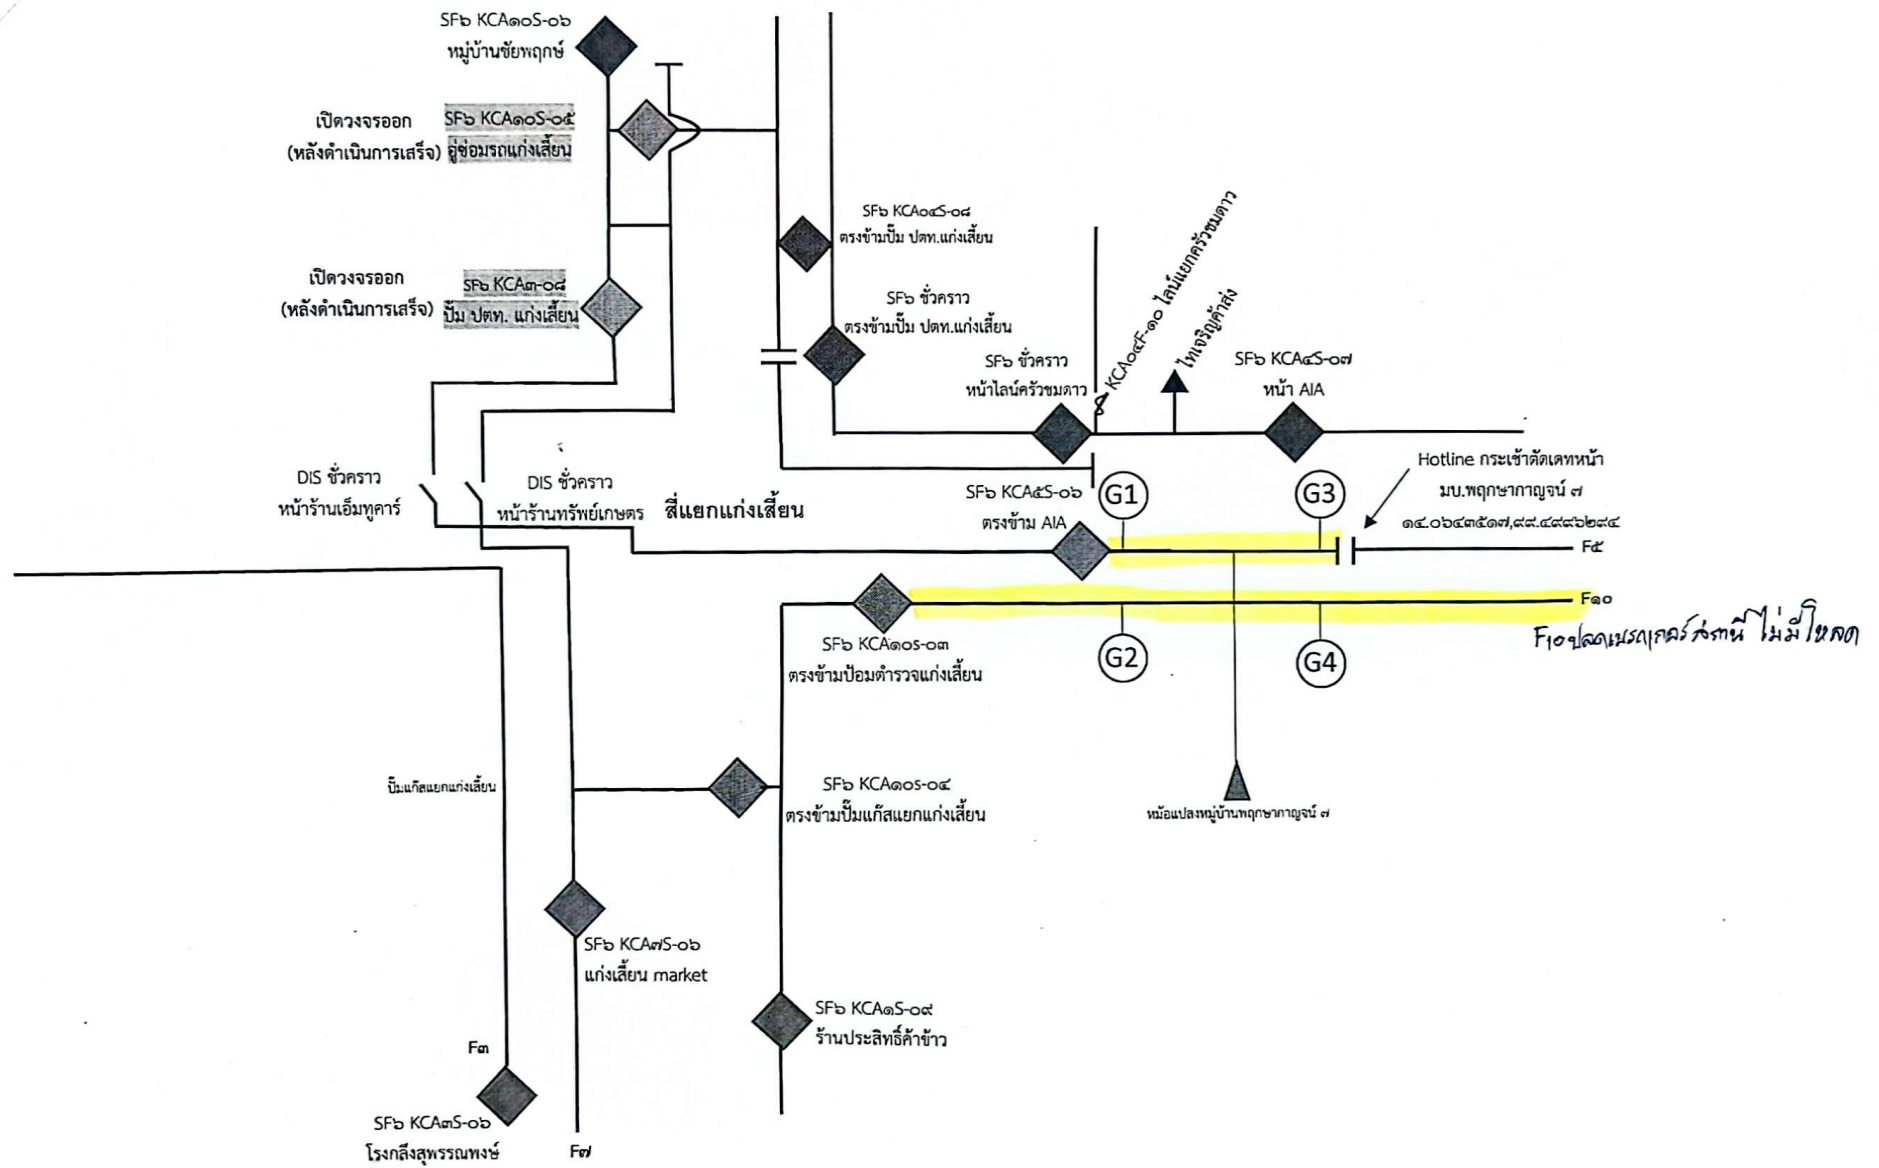 SF๖ KCA๑๐S-๐๖
หมู่บ้านชัยพฤกษ์
เปิดวงจรออก
(หลังดำเนินการเสร็จ)
SF๖ KCA๑๐S-๐๕
อู่ซ่อมรถแก่งเสี้ยน
SF๖ KCA๐๔S-๐๘
ตรงข้ามปั๊ม ปตท.แก่งเสี้ยน
เปิดวงจรออก
(หลังดำเนินการเสร็จ)
SF๖ KCA๓-๐๘
ปั๊ม ปตท. แก่งเสี้ยน
SF๖ ชั่วคราว
ตรงข้ามปั๊ม ปตท.แก่งเสี้ยน
SF๖ ชั่วคราว
หน้าไลน์ครัวชมดาว
KCA๐๔F-๑๐ ไลน์แยกครัวชมดาว
ไทเจริญค้าส่ง
SF๖ KCA๔S-๐๗
หน้า AIA
DIS ชั่วคราว
หน้าร้านเอ็มทูคาร์
DIS ชั่วคราว
หน้าร้านทรัพย์เกษตร
สี่แยกแก่งเสี้ยน
SF๖ KCA๕S-๐๖
ตรงข้าม AIA
G1
G3
Hotline กระเช้าตัดเดทหน้า
มบ.พฤกษากาญจน์ ๗
๑๔.๐๖๔๓๕๑๗,๙๙.๔๙๙๖๒๙๔
F๕
F๑๐
F10ปลดเบรกเกอร์สถานี ไม่มีโหลด
SF๖ KCA๑๐s-๐๓
ตรงข้ามป้อมตำรวจแก่งเสี้ยน
G2
G4
ปั๊มแก๊สแยกแก่งเสี้ยน
SF๖ KCA๑๐s-๐๔
ตรงข้ามปั๊มแก๊สแยกแก่งเสี้ยน
หม้อแปลงหมู่บ้านพฤกษากาญจน์ ๗
SF๖ KCA๗S-๐๖
แก่งเสี้ยน market
SF๖ KCA๑S-๐๙
ร้านประสิทธิ์ค้าข้าว
F๓
SF๖ KCA๓S-๐๖
โรงกลึงสุพรรณพงษ์
F๗